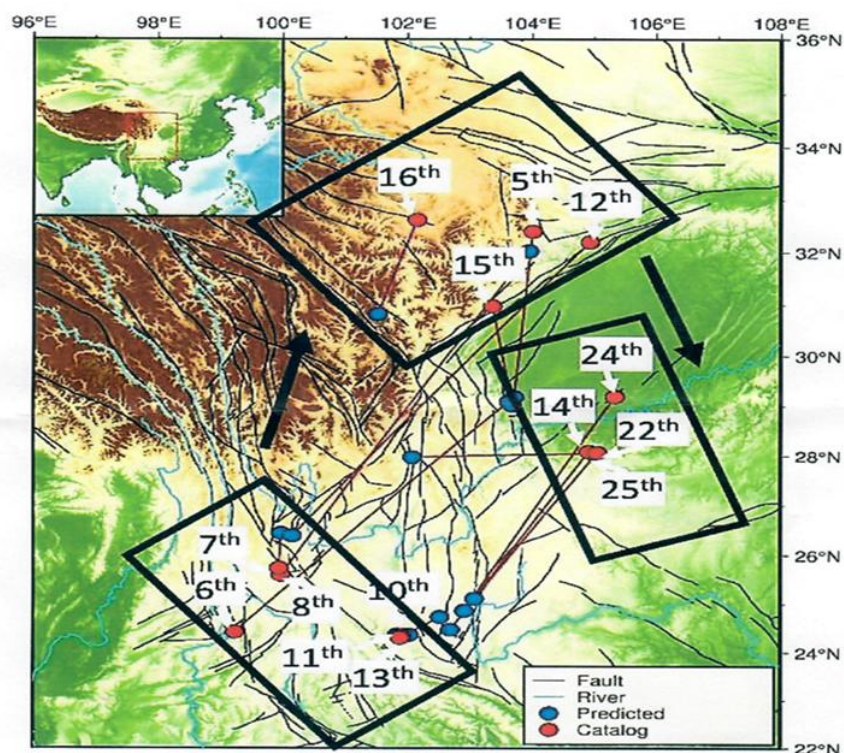 96°E 98°E 100°E 102°E 104°E 106°E 108°E
36°N
34°N
16th
5th
12th
32°N
15th
30°N
24th
14th
22th
28°N
25th
26°N
7th
6th
10th
8th
11th
24°N
13th
Fault
River
Predicted
Catalog
22°N